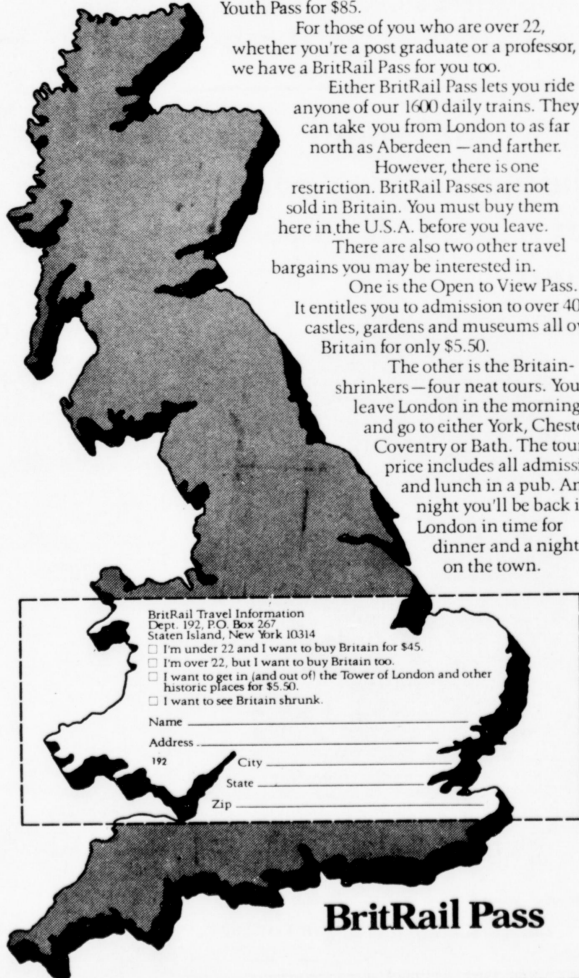 Youth Pass for $85.
For those of you who are over 22,
whether you're a post graduate or a professor,
we have a BritRail Pass for you too.
Either BritRail Pass lets you ride
anyone of our 1600 daily trains. They
can take you from London to as far
north as Aberdeen — and farther.
However, there is one
restriction. BritRail Passes are not
sold in Britain. You must buy them
here in the U.S.A. before you leave.
There are also two other travel
bargains you may be interested in.
One is the Open to View Pass.
It entitles you to admission to over
castles, gardens and museums all
Britain for only $5.50.
The other is the Britain-
shrinkers—four neat tours. You
leave London in the morning
and go to either York,
Coventry or Bath. The
price includes all
and lunch in a pub.
night you'll be back
London in time for
dinner and a night
on the town.
BritRail Travel Information
Dept. 192, P.O. Box 267
Staten Island, New York 10314
I'm under 22 and I want to buy Britain for $45.
I'm over 22, but I want to buy Britain too.
I want to get in (and out of) the Tower of London and other
historic places for $5.50.
I want to see Britain shrunk.
Name
Address
192 City
State
Zip
BritRail Pass